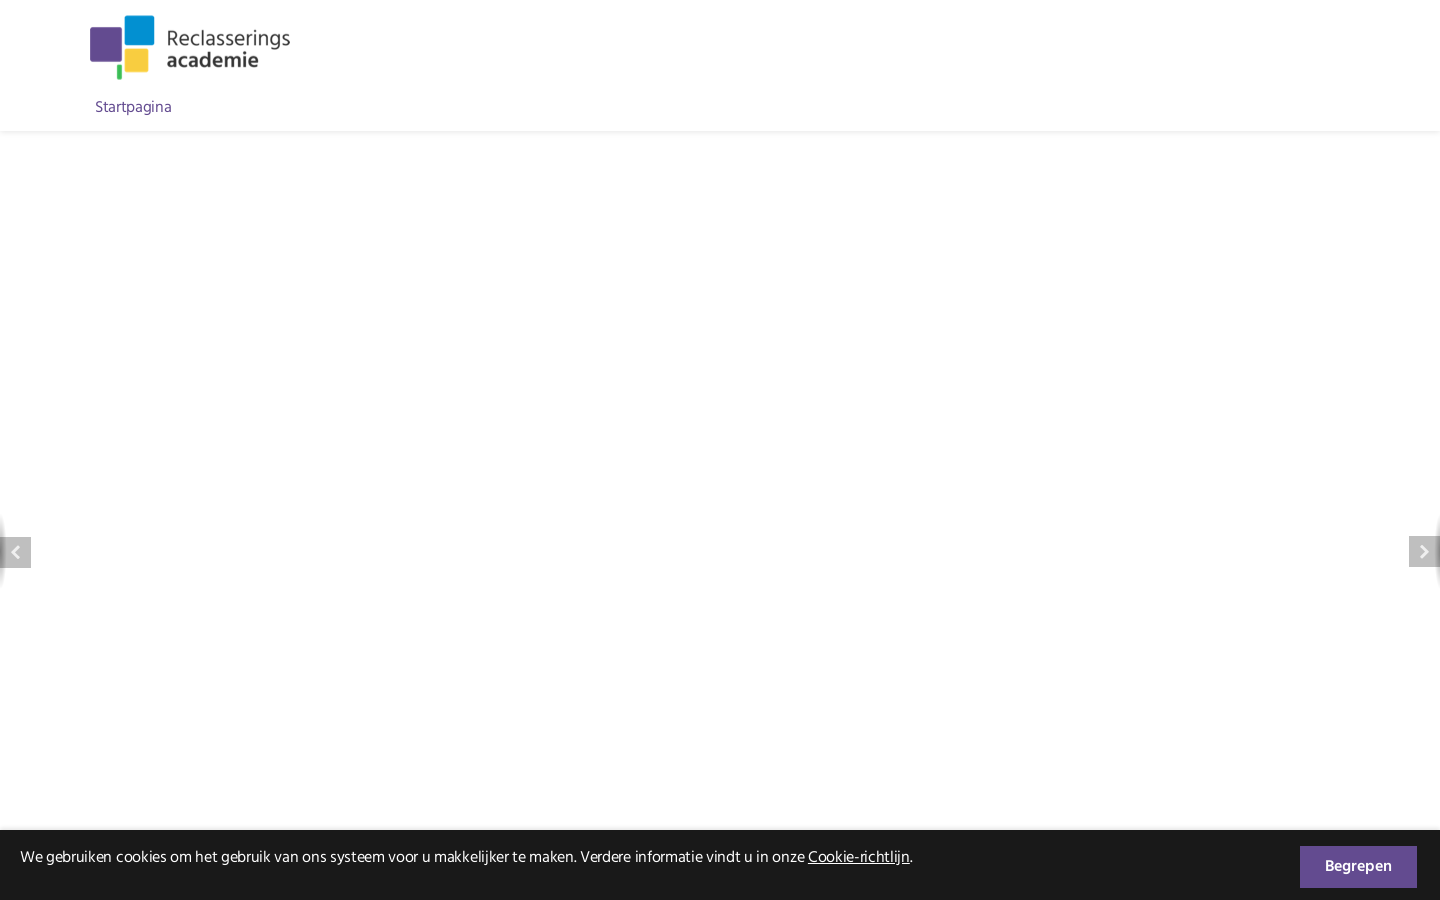 Reclasserings
academie
Startpagina
We gebruiken cookies om het gebruik van ons systeem voor u makkelijker te maken. Verdere informatie vindt u in onze Cookie-richtlijn.
Begrepen